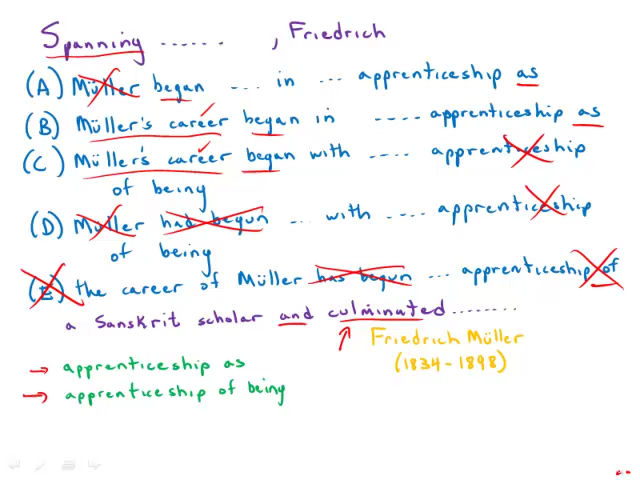 Spanning ....... , Friedrich
(A) Müller began ... in ... apprenticeship as
(B) Müller's career began in .... apprenticeship as
(C) Müller's career began with .... apprenticeship
of being
(D) Müller had begun ... with .... apprenticeship
of being
(E) the career of Müller has begun ... apprenticeship of
a Sanskrit scholar and culminated ........
Friedrich Müller
(1834-1898)
→ apprenticeship as
→ apprenticeship of being